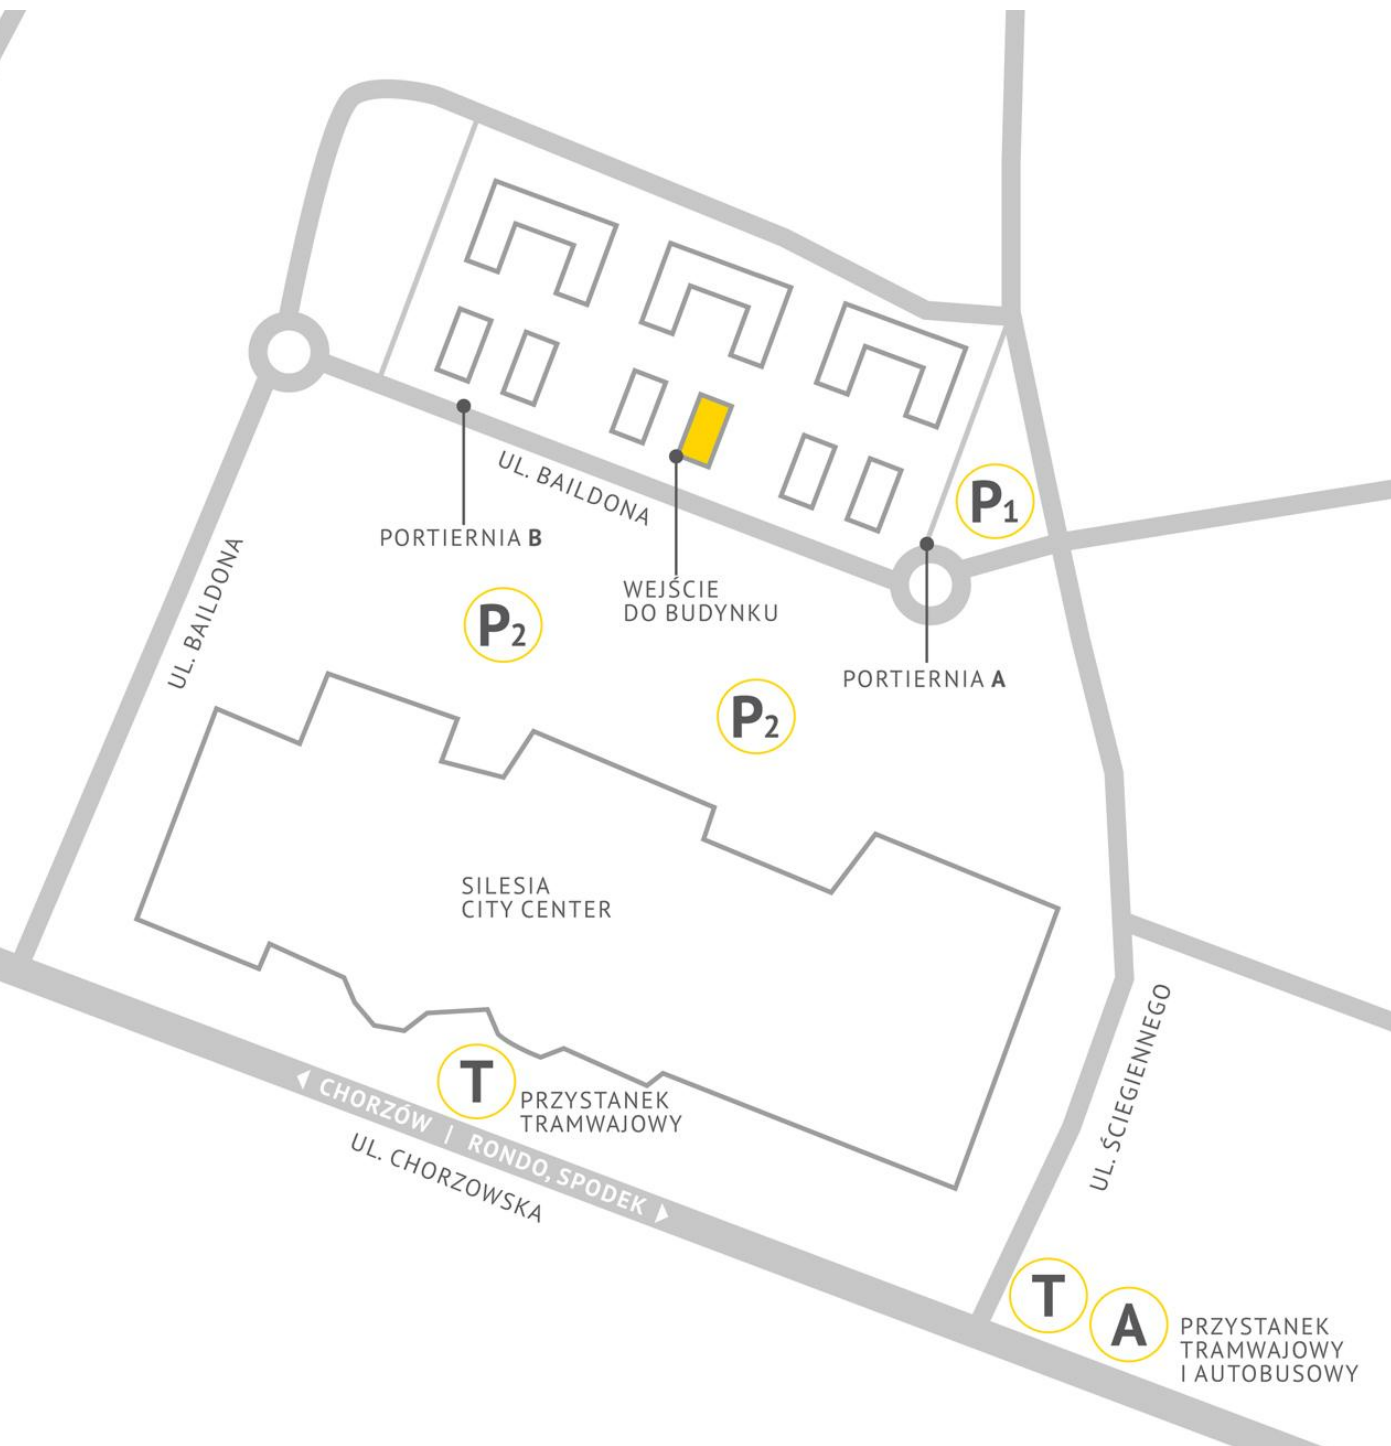 P1
UL. BAILDONA
PORTIERNIA B
WEJŚCIE
DO BUDYNKU
P2
UL. BAILDONA
PORTIERNIA A
P2
SILESIA
CITY CENTER
T
PRZYSTANEK
TRAMWAJOWY
CHORZÓW | RONDO, SPODEK
UL. CHORZOWSKA
UL. ŚCIEGIENNEGO
T
A
PRZYSTANEK
TRAMWAJOWY
I AUTOBUSOWY